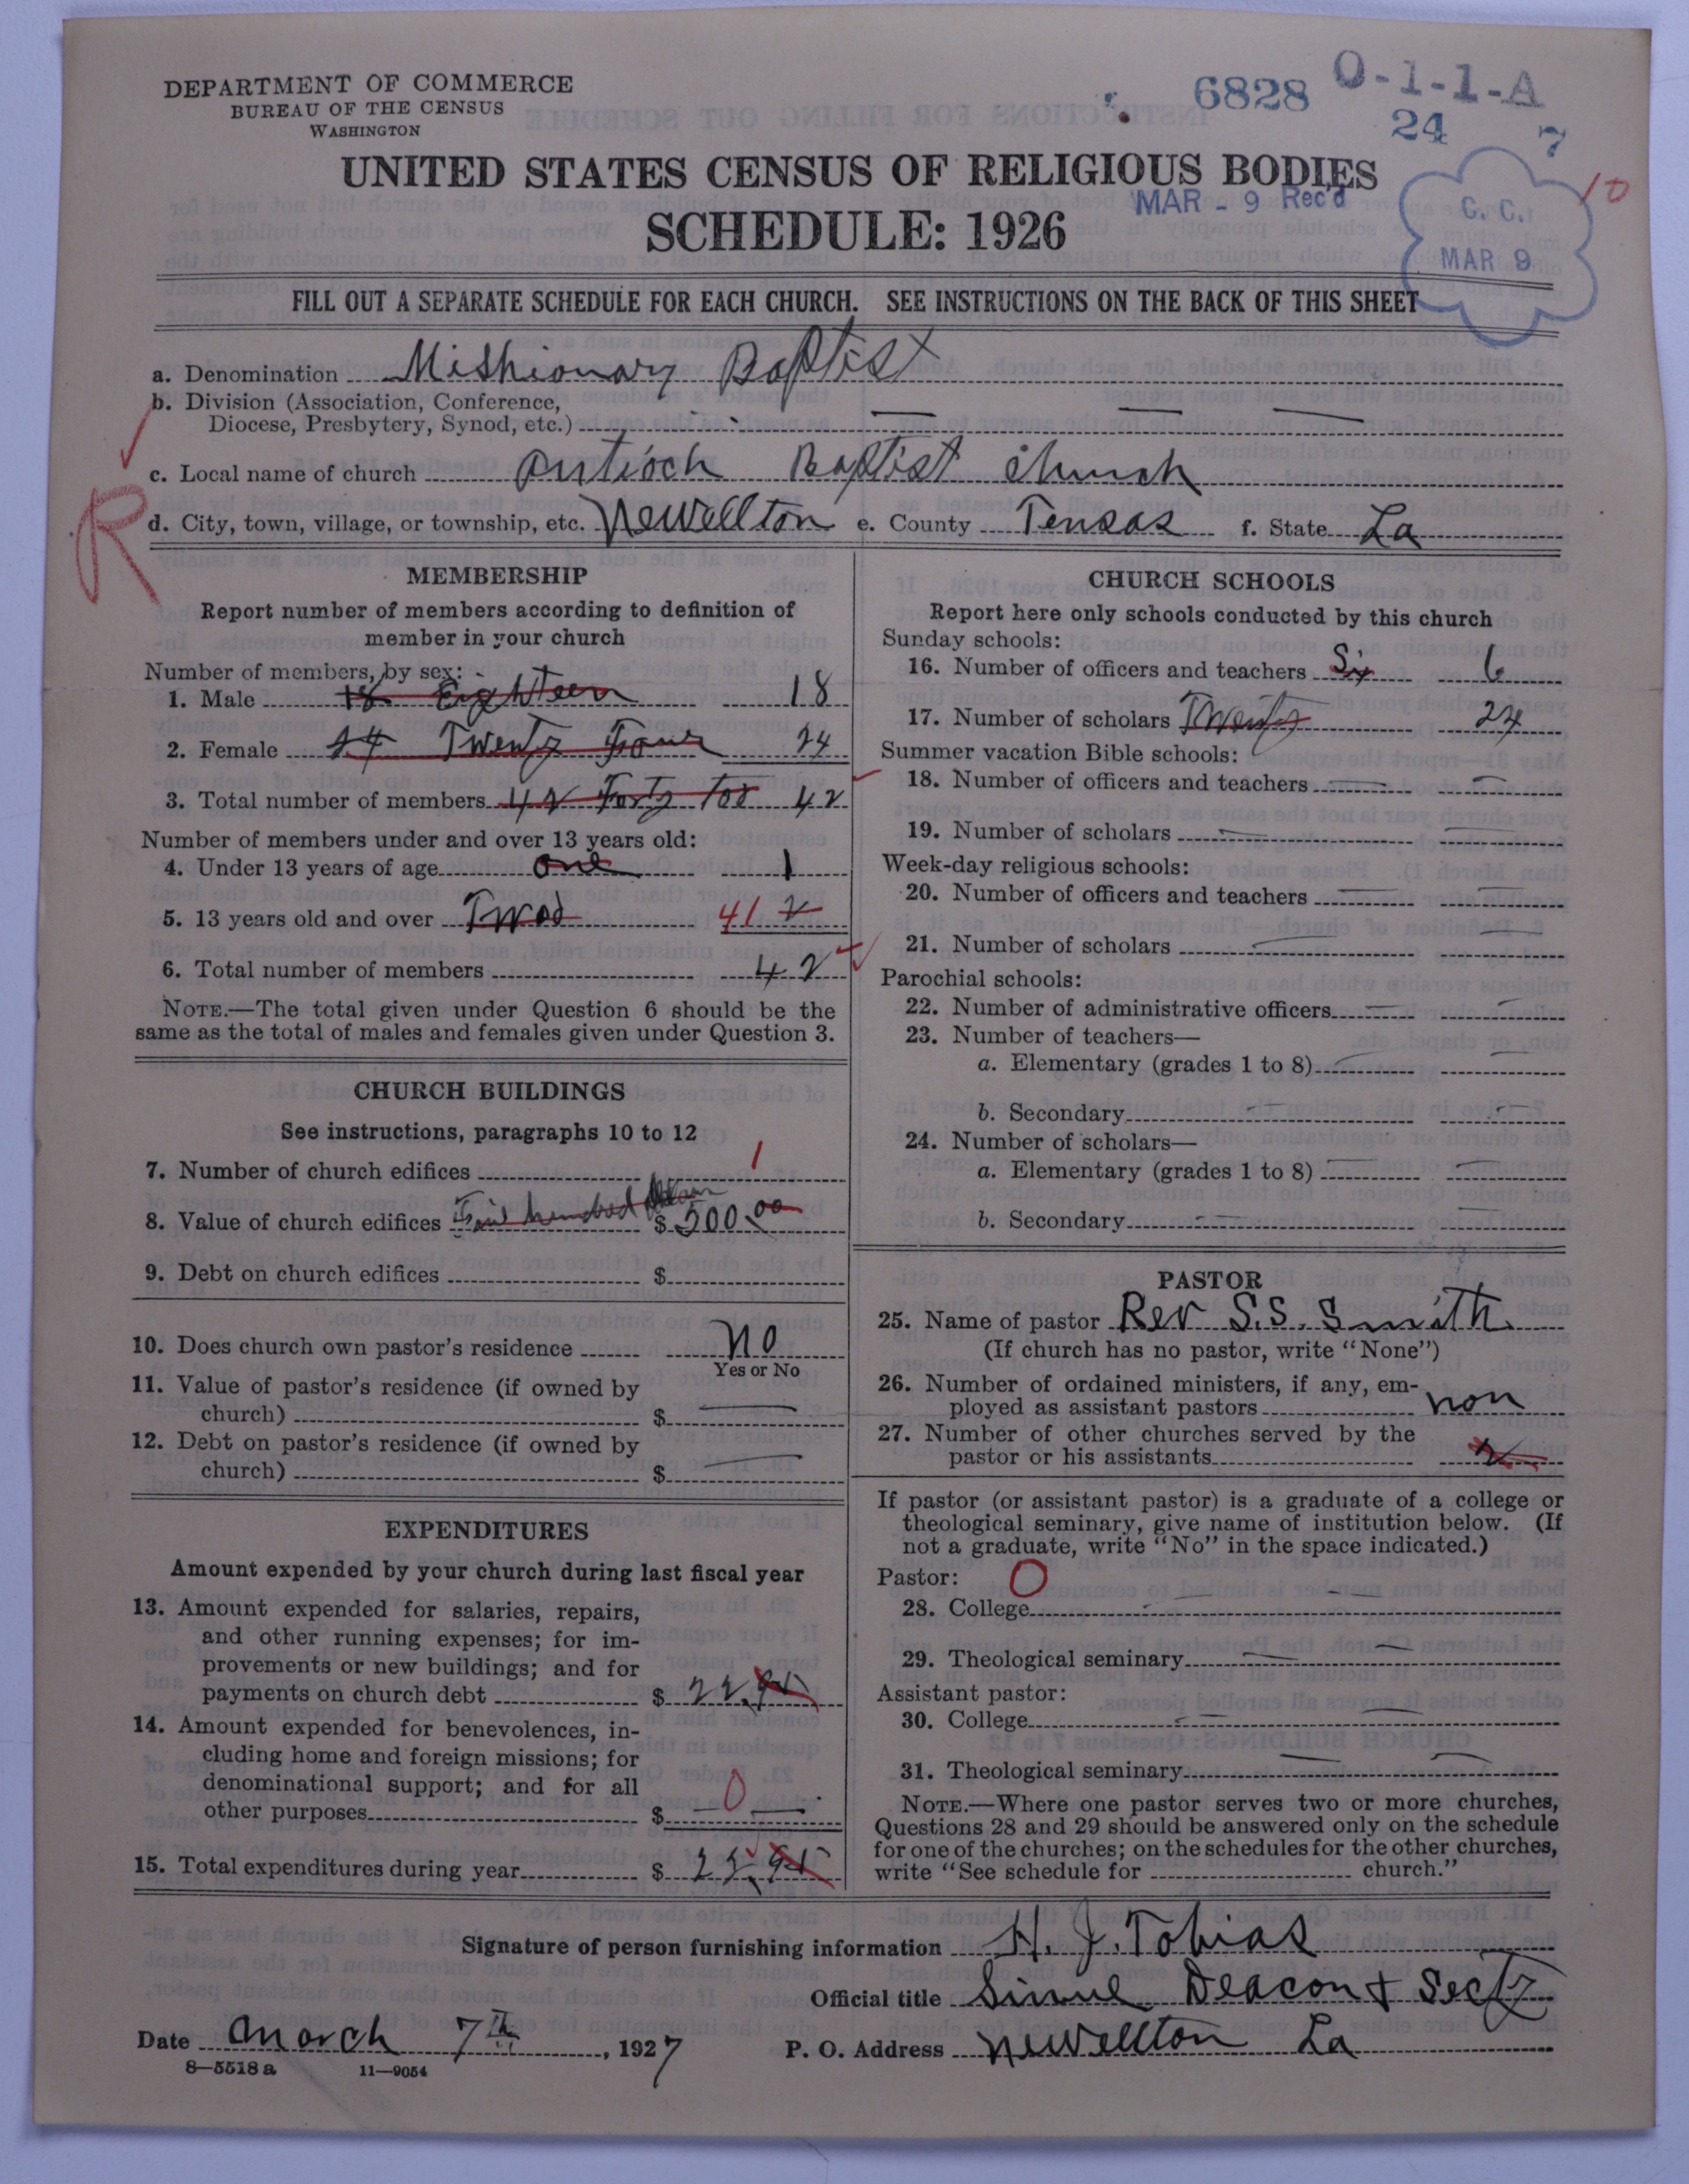 DEPARTMENT OF COMMERCE
BUREAU OF THE CENSUS
WASHINGTON
6828 0-1-1-A
24 7
UNITED STATES CENSUS OF RELIGIOUS BODIES
MAR - 9 Rec'd
SCHEDULE: 1926
10
C. C.
MAR 9
FILL OUT A SEPARATE SCHEDULE FOR EACH CHURCH. SEE INSTRUCTIONS ON THE BACK OF THIS SHEET
a. Denomination Mishionary Baptist
b. Division (Association, Conference,
Diocese, Presbytery, Synod, etc.)
c. Local name of church Antioch Baptist Church
R
d. City, town, village, or township, etc. Newellton e. County Tensas f. State La
MEMBERSHIP
Report number of members according to definition of
member in your church
Number of members, by sex:
1. Male 18 Eighteen 18
2. Female 24 Twenty Four 24
3. Total number of members 42 Forty Too 42
Number of members under and over 13 years old:
4. Under 13 years of age one 1
5. 13 years old and over 41 2
6. Total number of members 42
NOTE.—The total given under Question 6 should be the
same as the total of males and females given under Question 3.
CHURCH BUILDINGS
See instructions, paragraphs 10 to 12
7. Number of church edifices 1
8. Value of church edifices hundred $ 500.00
9. Debt on church edifices $
10. Does church own pastor's residence No
Yes or No
11. Value of pastor's residence (if owned by
church) $
12. Debt on pastor's residence (if owned by
church) $
EXPENDITURES
Amount expended by your church during last fiscal year
13. Amount expended for salaries, repairs,
and other running expenses; for im-
provements or new buildings; and for
payments on church debt $ 22.
14. Amount expended for benevolences, in-
cluding home and foreign missions; for
denominational support; and for all
other purposes $ 0
15. Total expenditures during year $
CHURCH SCHOOLS
Report here only schools conducted by this church
Sunday schools:
16. Number of officers and teachers Six 6
17. Number of scholars Twenty 24
Summer vacation Bible schools:
18. Number of officers and teachers
19. Number of scholars
Week-day religious schools:
20. Number of officers and teachers
21. Number of scholars
Parochial schools:
22. Number of administrative officers
23. Number of teachers—
a. Elementary (grades 1 to 8)
b. Secondary
24. Number of scholars—
a. Elementary (grades 1 to 8)
b. Secondary
PASTOR
25. Name of pastor Rev S.S. Smith
(If church has no pastor, write "None")
26. Number of ordained ministers, if any, em-
ployed as assistant pastors non
27. Number of other churches served by the
pastor or his assistants 2
If pastor (or assistant pastor) is a graduate of a college or
theological seminary, give name of institution below. (If
not a graduate, write "No" in the space indicated.)
Pastor: O
28. College
29. Theological seminary
Assistant pastor:
30. College
31. Theological seminary
NOTE.—Where one pastor serves two or more churches,
Questions 28 and 29 should be answered only on the schedule
for one of the churches; on the schedules for the other churches,
write "See schedule for church."
Signature of person furnishing information H. J. Tobias
Official title Deacon + Secty
Date March 7th, 1927 P. O. Address Newellton La
8—5518 a 11—9054